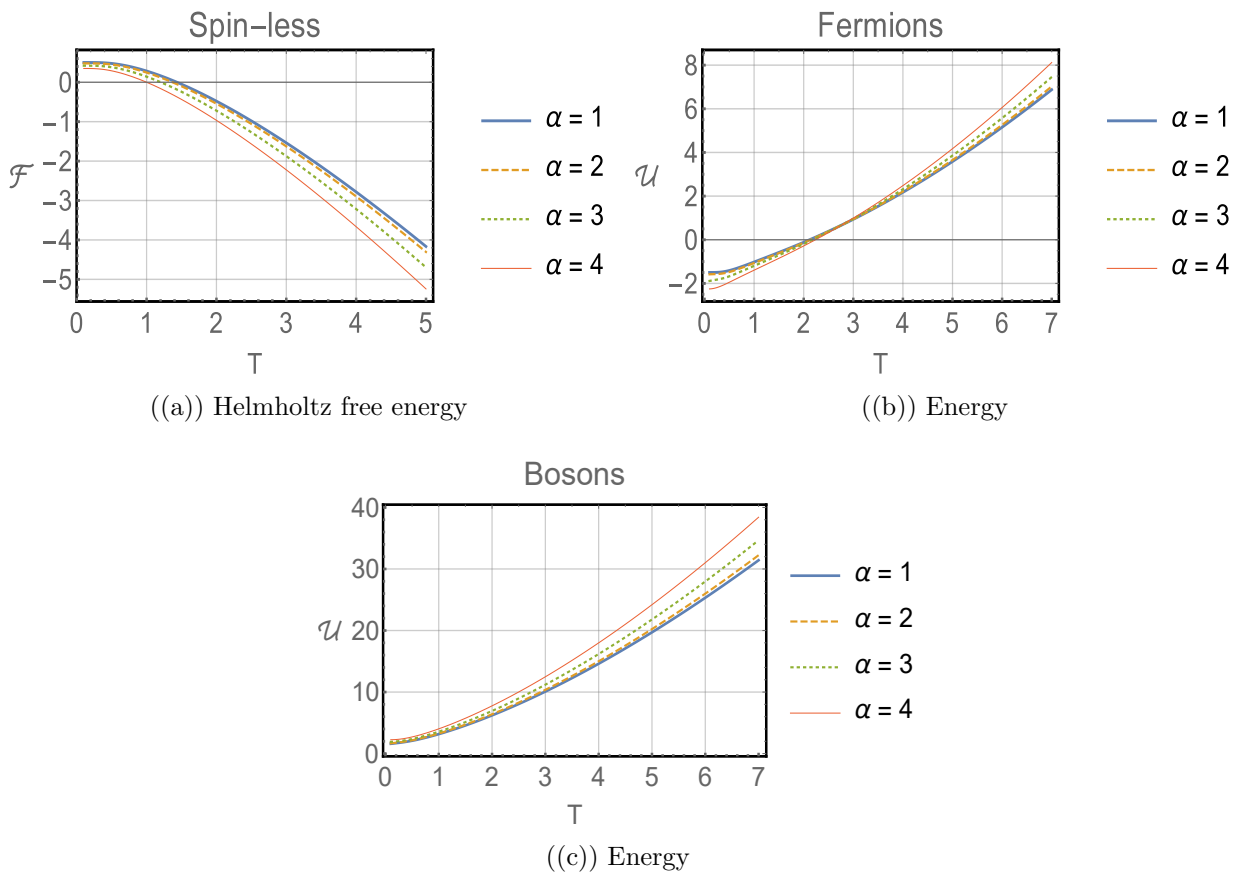 Spin–less
0
−1
−2
−3
−4
−5
ℱ
0 1 2 3 4 5
T
α = 1
α = 2
α = 3
α = 4
((a)) Helmholtz free energy
Fermions
8
6
4
2
0
−2
𝒰
0 1 2 3 4 5 6 7
T
α = 1
α = 2
α = 3
α = 4
((b)) Energy
Bosons
40
30
20
10
0
𝒰
0 1 2 3 4 5 6 7
T
α = 1
α = 2
α = 3
α = 4
((c)) Energy